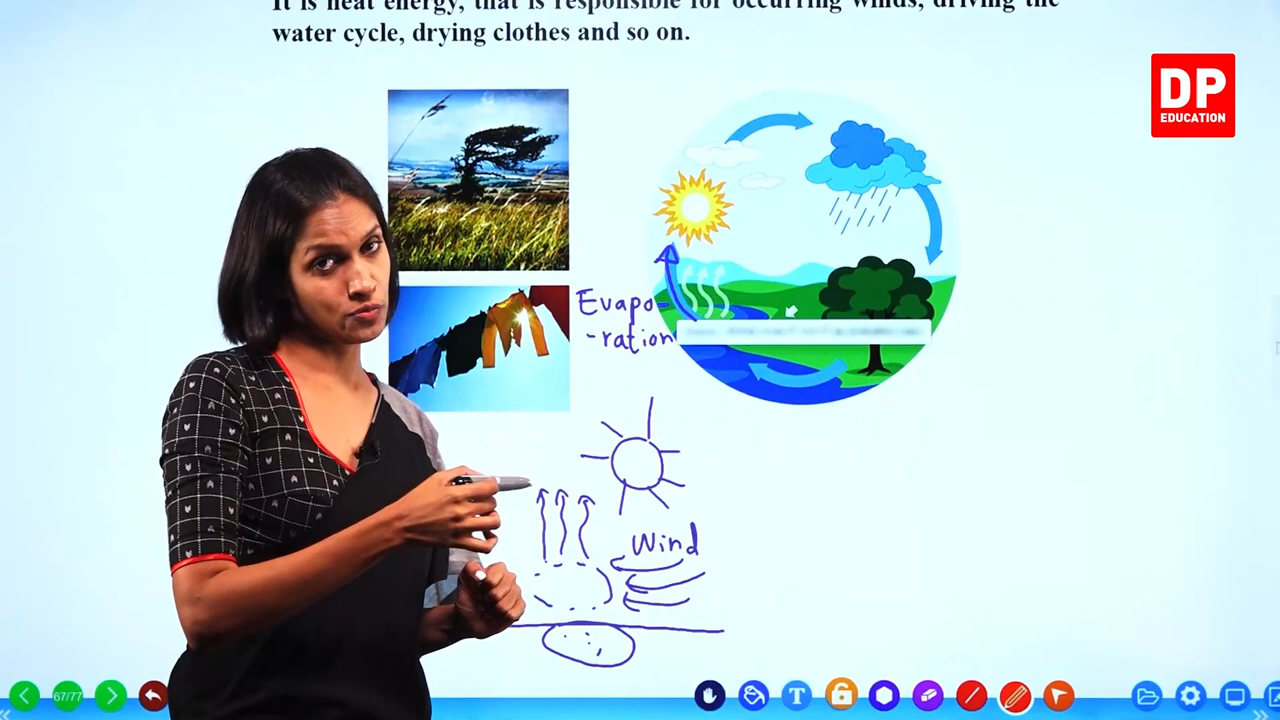 It is heat energy, that is responsible for occurring winds, driving the
water cycle, drying clothes and so on.
DP
EDUCATION
Evapo-
-ration
Wind
67/77
T